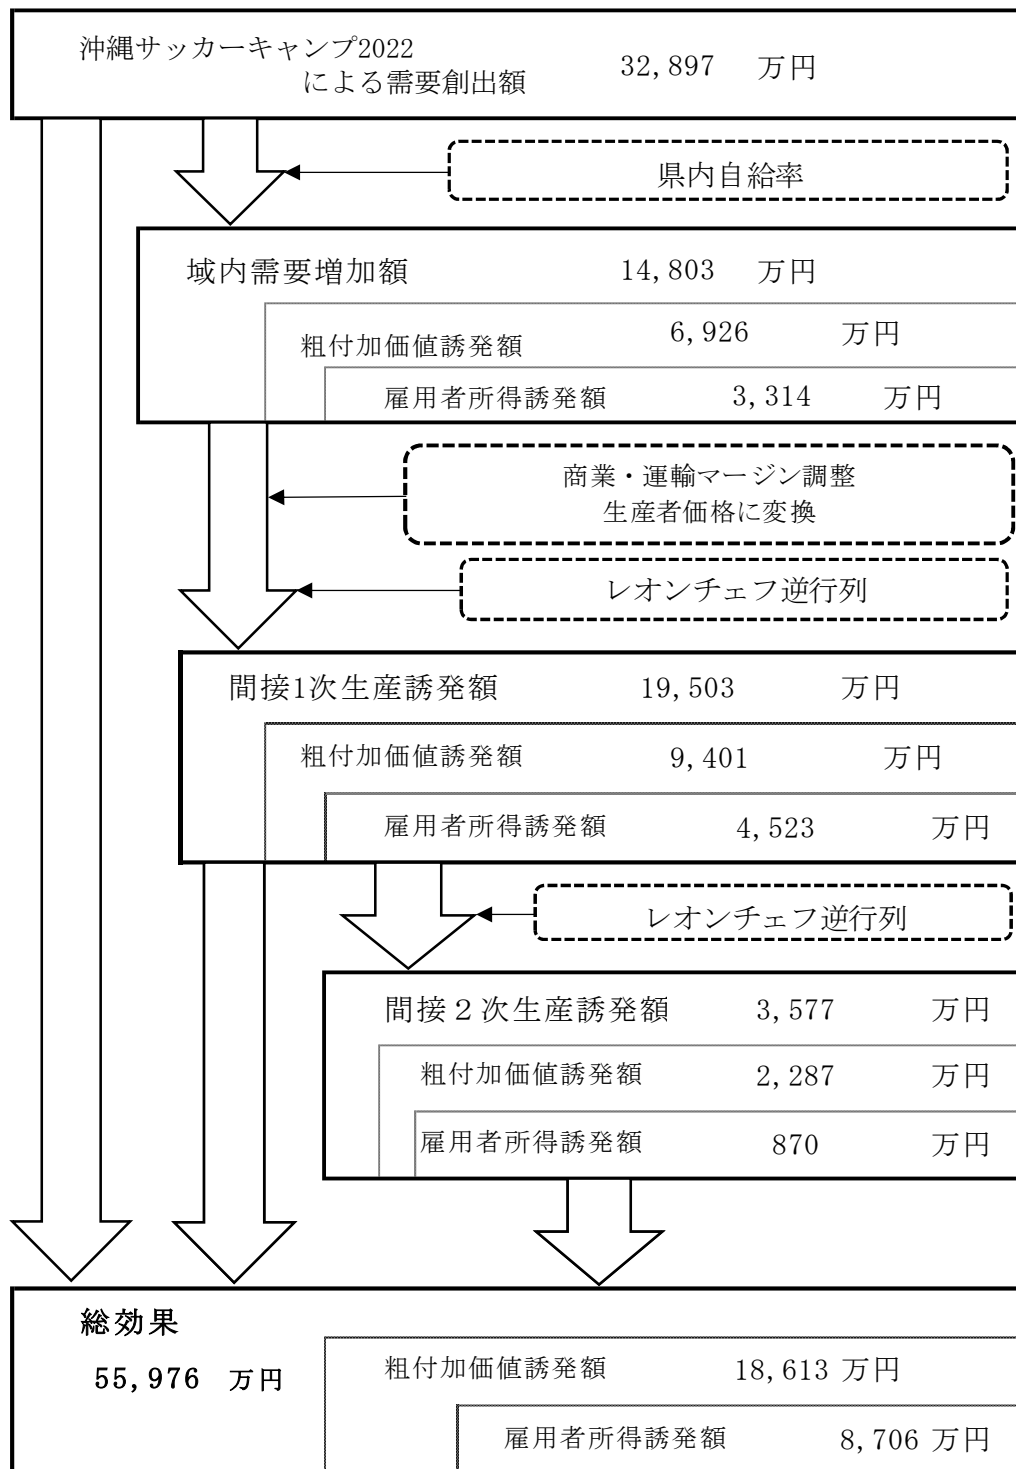 沖縄サッカーキャンプ2022
による需要創出額 32,897 万円
県内自給率
域内需要増加額 14,803 万円
粗付加価値誘発額 6,926 万円
雇用者所得誘発額 3,314 万円
商業・運輸マージン調整
生産者価格に変換
レオンチェフ逆行列
間接1次生産誘発額 19,503 万円
粗付加価値誘発額 9,401 万円
雇用者所得誘発額 4,523 万円
レオンチェフ逆行列
間接２次生産誘発額 3,577 万円
粗付加価値誘発額 2,287 万円
雇用者所得誘発額 870 万円
総効果
55,976 万円
粗付加価値誘発額 18,613 万円
雇用者所得誘発額 8,706 万円